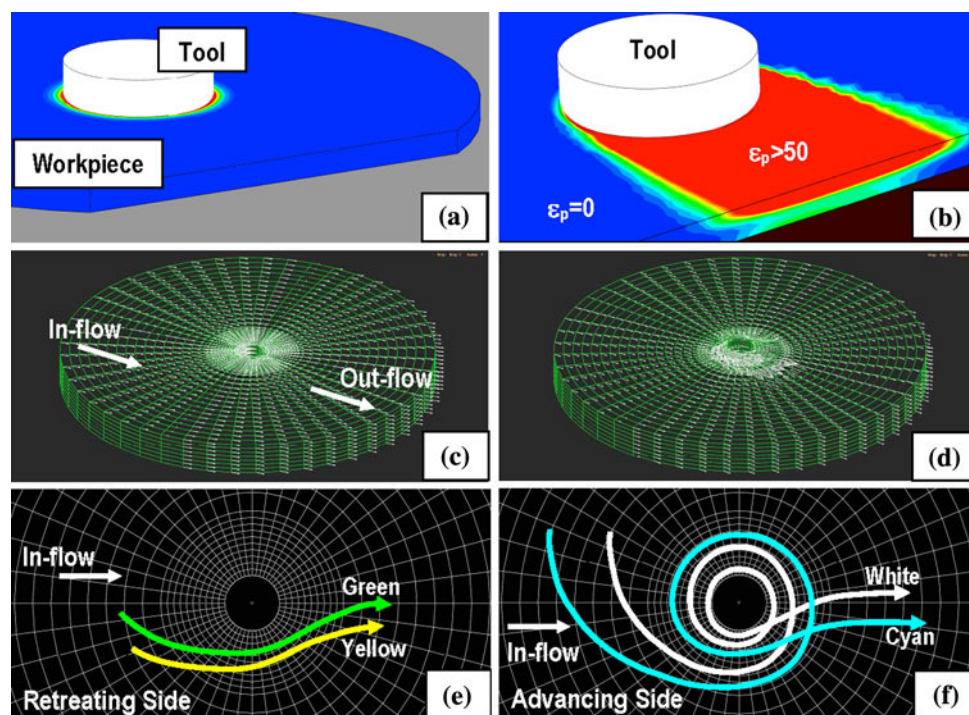 Tool
Workpiece
(a)
Tool
εp>50
εp=0
(b)
In-flow
Out-flow
(c)
(d)
In-flow
Green
Yellow
Retreating Side
(e)
White
Cyan
In-flow
Advancing Side
(f)